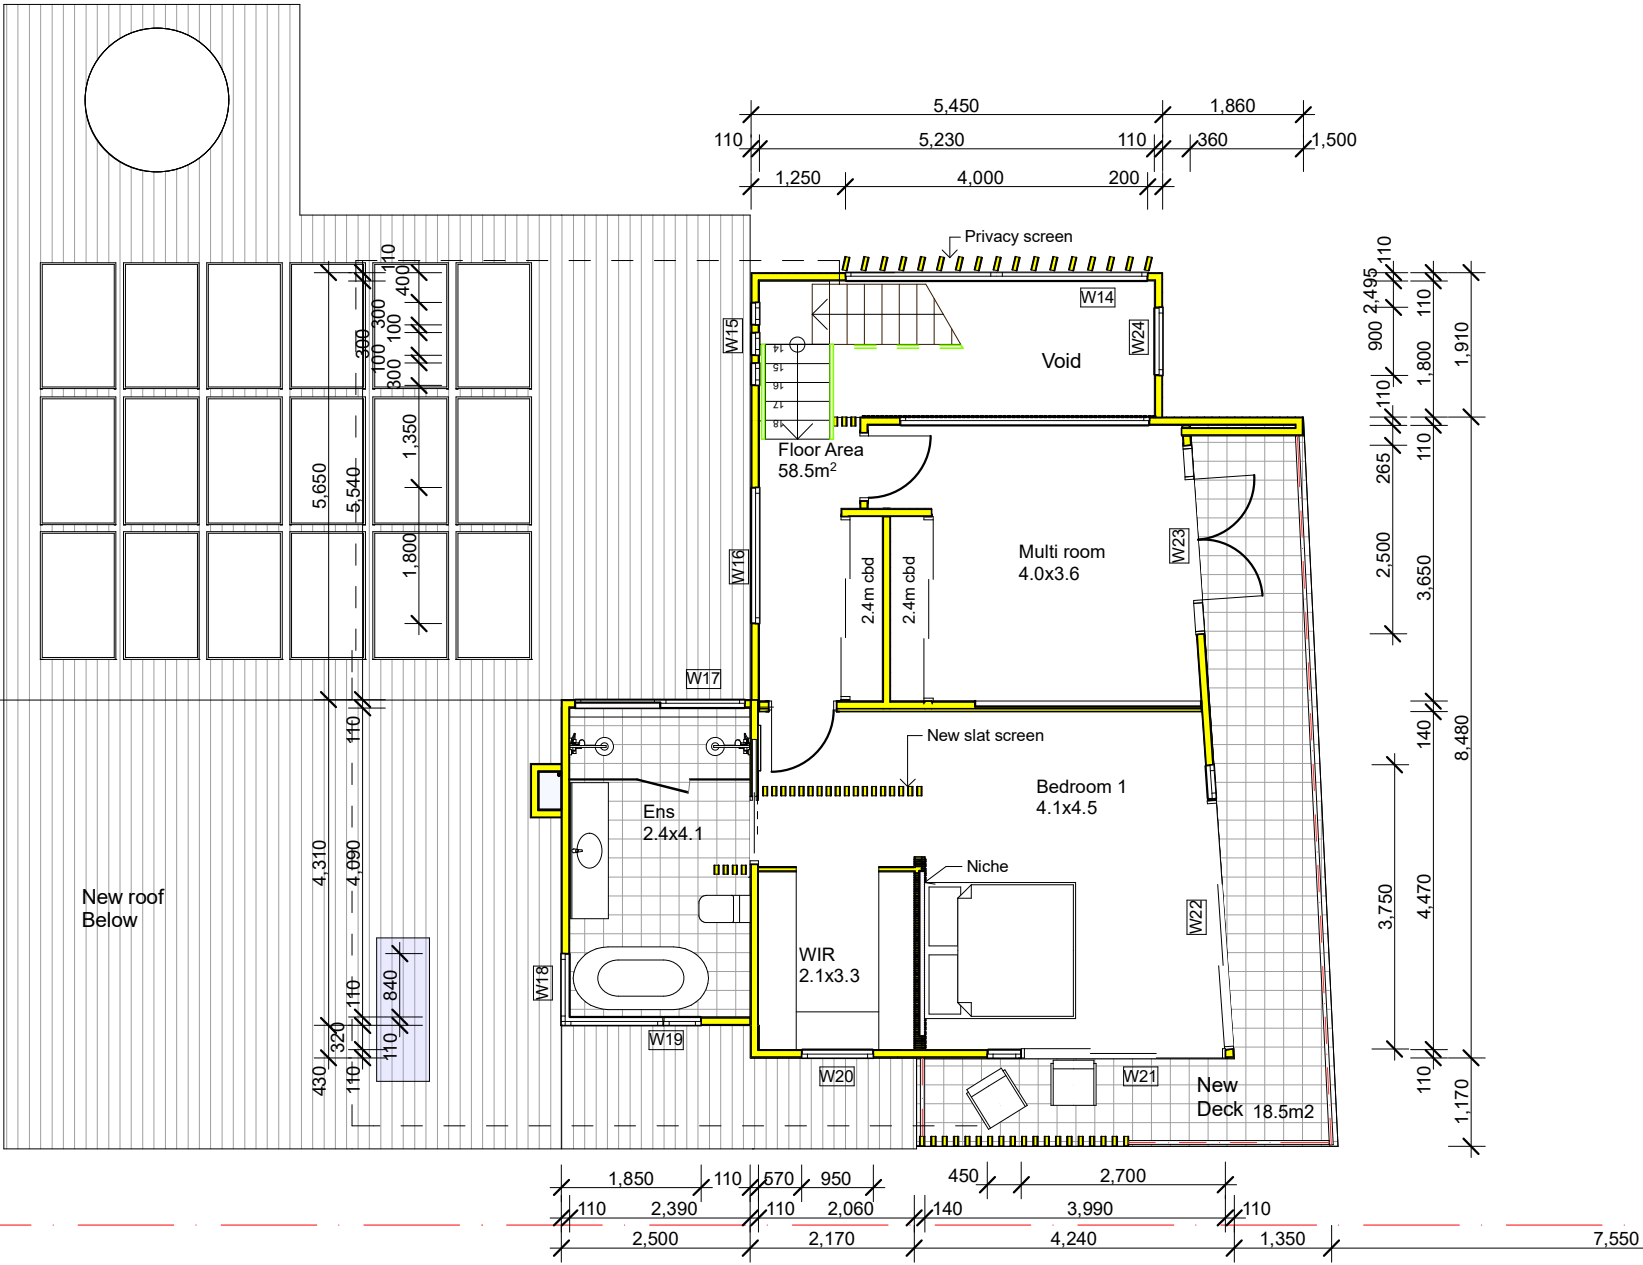 5,450
1,860
110
5,230
110
360
1,500
1,250
4,000
200
Privacy screen
W14
W15
W24
Void
14
15
16
17
18
Floor Area
58.5m2
110
400
300
300
100
100
300
1,350
5,650
5,540
1,800
110
2,495
110
900
1,800
1,910
110
265
110
2,500
3,650
W16
2.4m cbd
2.4m cbd
Multi room
4.0x3.6
W23
W17
110
New slat screen
140
8,480
Bedroom 1
4.1x4.5
Ens
2.4x4.1
4,310
4,090
Niche
New roof
Below
3,750
4,470
W22
WIR
2.1x3.3
W18
840
110
320
110
W19
430
110
W20
W21
New
Deck 18.5m2
110
1,170
1,850
110
570
950
450
2,700
110
2,390
110
2,060
140
3,990
110
2,500
2,170
4,240
1,350
7,550